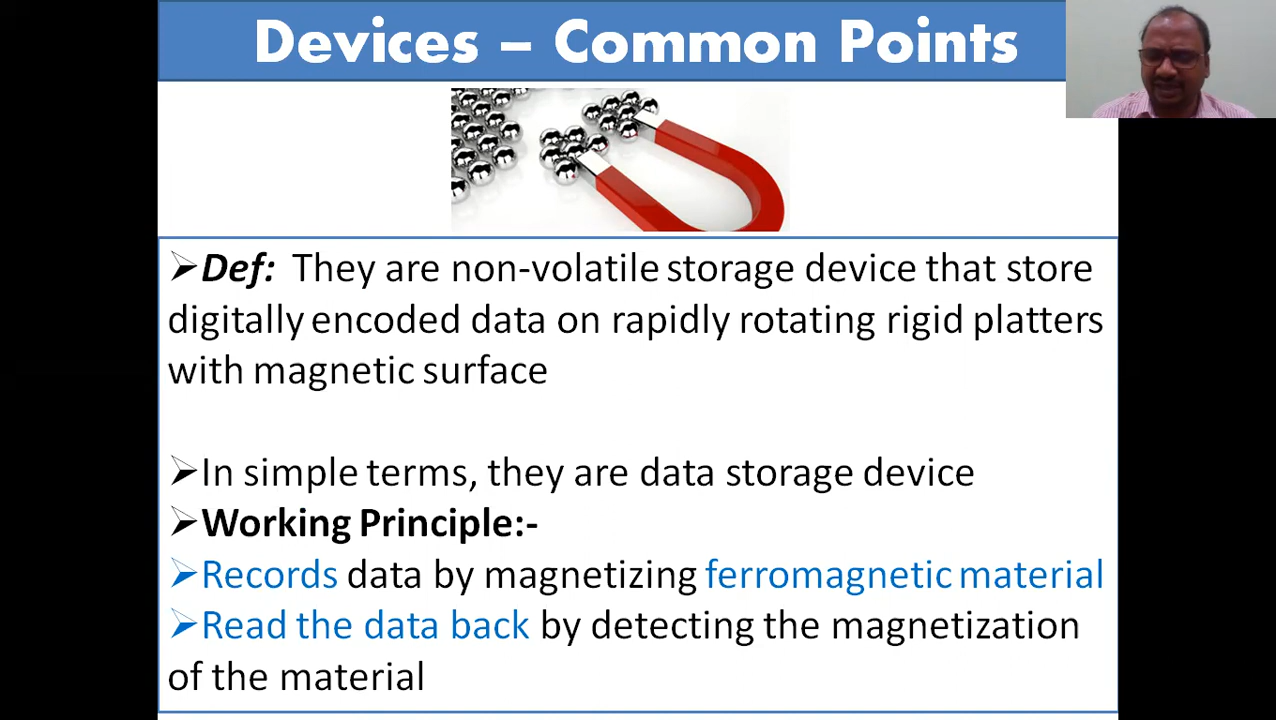 Devices – Common Points
➢Def: They are non-volatile storage device that store
digitally encoded data on rapidly rotating rigid platters
with magnetic surface
➢In simple terms, they are data storage device
➢Working Principle:-
➢Records data by magnetizing ferromagnetic material
➢Read the data back by detecting the magnetization
of the material